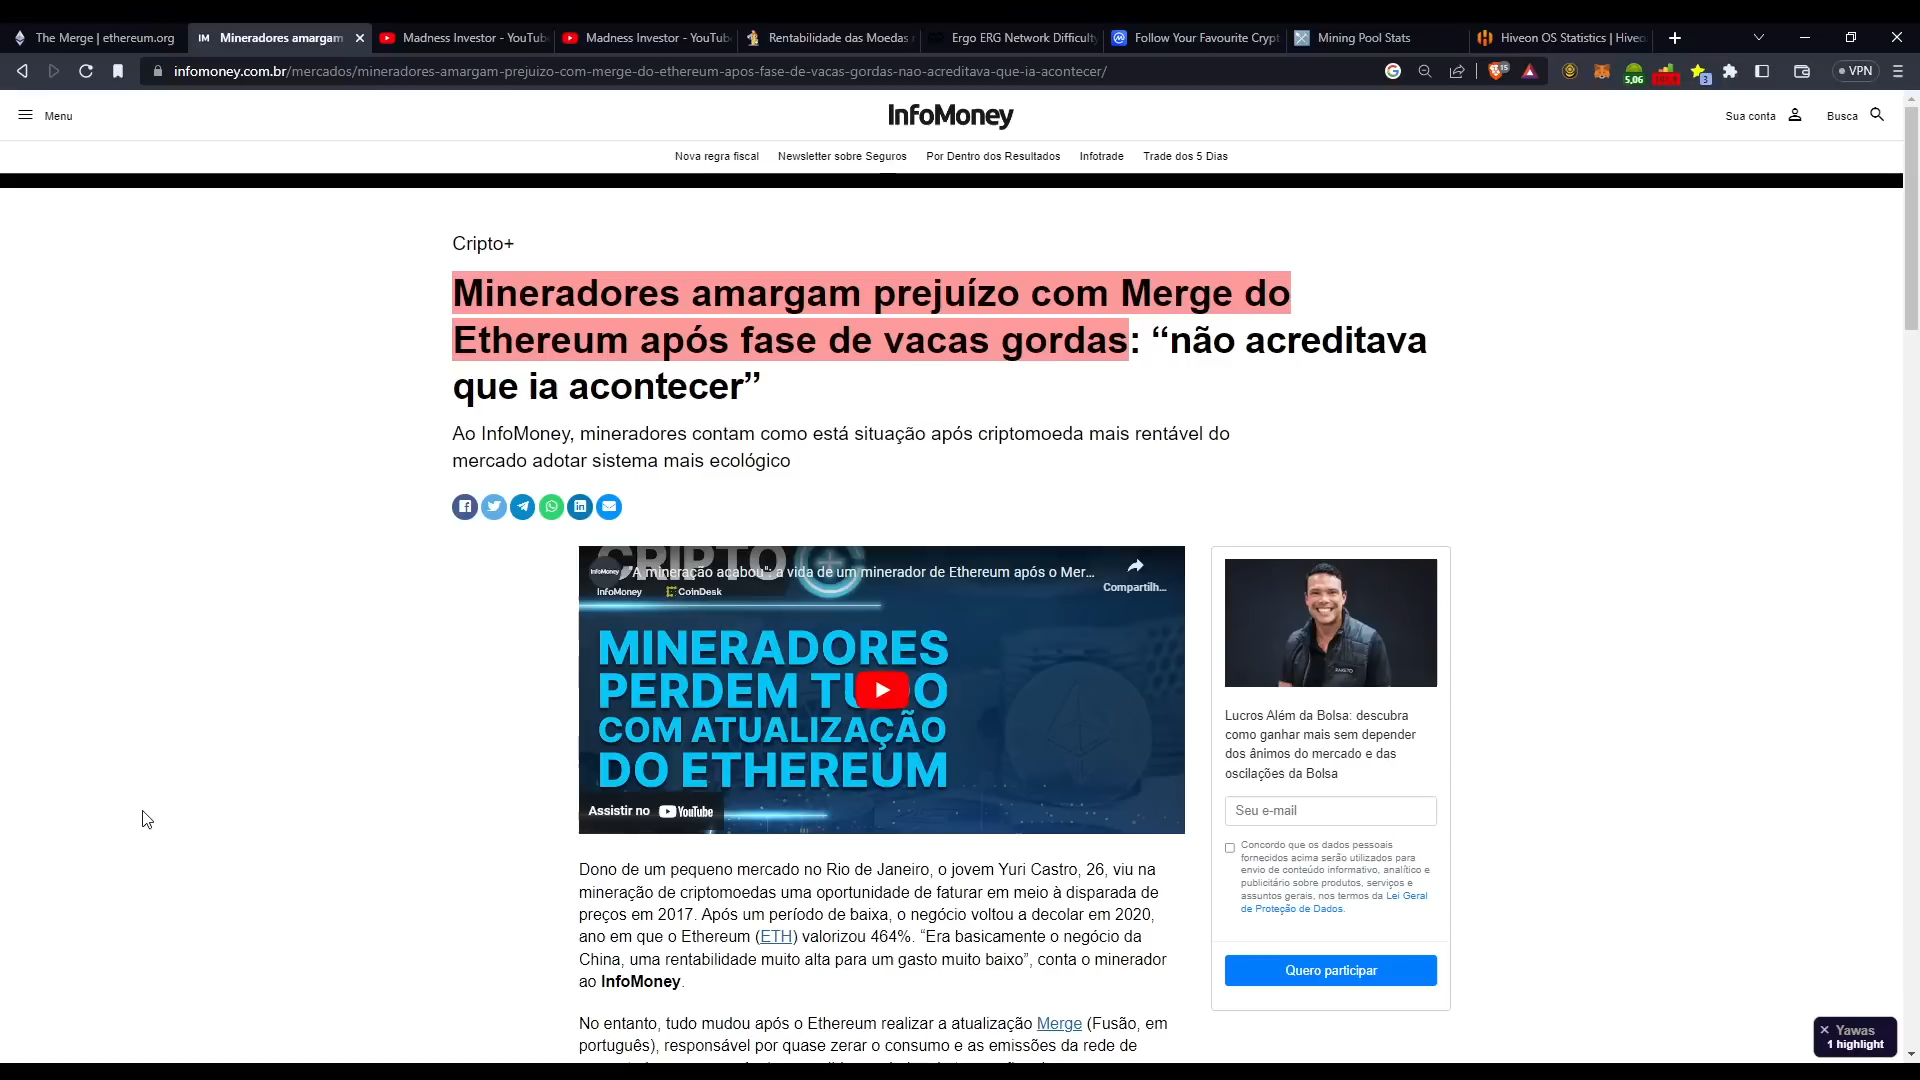 The Merge | ethereum.org
Mineradores amargam
Madness Investor - YouTub
Madness Investor - YouTub
Rentabilidade das Moedas
Ergo ERG Network Difficult
Follow Your Favourite Crypt
Mining Pool Stats
Hiveon OS Statistics | Hiveo
infomoney.com.br/mercados/mineradores-amargam-prejuizo-com-merge-do-ethereum-apos-fase-de-vacas-gordas-nao-acreditava-que-ia-acontecer/
15
5,06
3
VPN
Menu
InfoMoney
Sua conta
Busca
Nova regra fiscal
Newsletter sobre Seguros
Por Dentro dos Resultados
Infotrade
Trade dos 5 Dias
Cripto+
Mineradores amargam prejuízo com Merge do
Ethereum após fase de vacas gordas: “não acreditava
que ia acontecer”
Ao InfoMoney, mineradores contam como está situação após criptomoeda mais rentável do
mercado adotar sistema mais ecológico
CRIPTO+
"A mineração acabou": a vida de um minerador de Ethereum após o Mer...
Compartilh...
InfoMoney
CoinDesk
MINERADORES
PERDEM TUDO
COM ATUALIZAÇÃO
DO ETHEREUM
Assistir no YouTube
Lucros Além da Bolsa: descubra
como ganhar mais sem depender
dos ânimos do mercado e das
oscilações da Bolsa
Seu e-mail
Concordo que os dados pessoais
fornecidos acima serão utilizados para
envio de conteúdo informativo, analítico e
publicitário sobre produtos, serviços e
assuntos gerais, nos termos da Lei Geral
de Proteção de Dados.
Quero participar
Dono de um pequeno mercado no Rio de Janeiro, o jovem Yuri Castro, 26, viu na
mineração de criptomoedas uma oportunidade de faturar em meio à disparada de
preços em 2017. Após um período de baixa, o negócio voltou a decolar em 2020,
ano em que o Ethereum (ETH) valorizou 464%. “Era basicamente o negócio da
China, uma rentabilidade muito alta para um gasto muito baixo”, conta o minerador
ao InfoMoney.
No entanto, tudo mudou após o Ethereum realizar a atualização Merge (Fusão, em
português), responsável por quase zerar o consumo e as emissões da rede de
Yawas
1 highlight